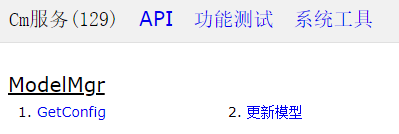 Cm服务(129) API 功能测试 系统工具
ModelMgr
1. GetConfig 2. 更新模型